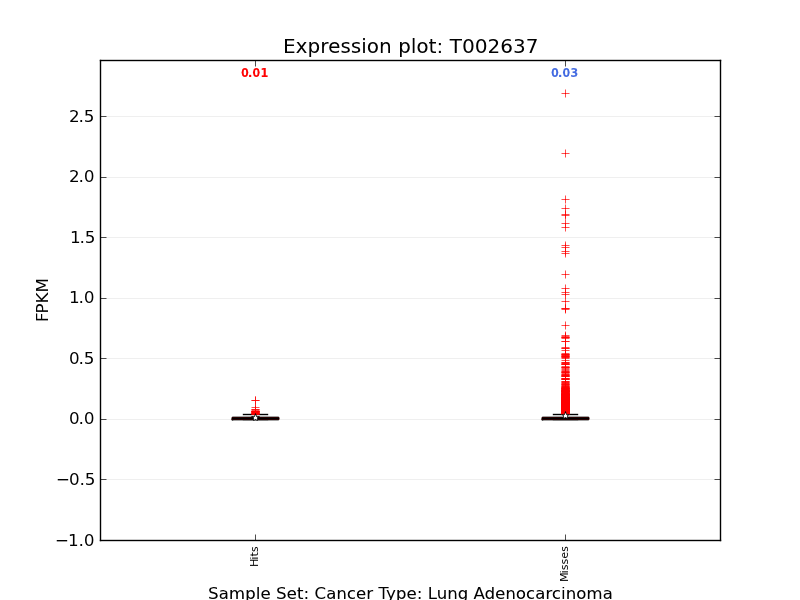 Expression plot: T002637
0.01
0.03
2.5
2.0
1.5
1.0
0.5
0.0
−0.5
−1.0
FPKM
Hits
Misses
Sample Set: Cancer Type: Lung Adenocarcinoma